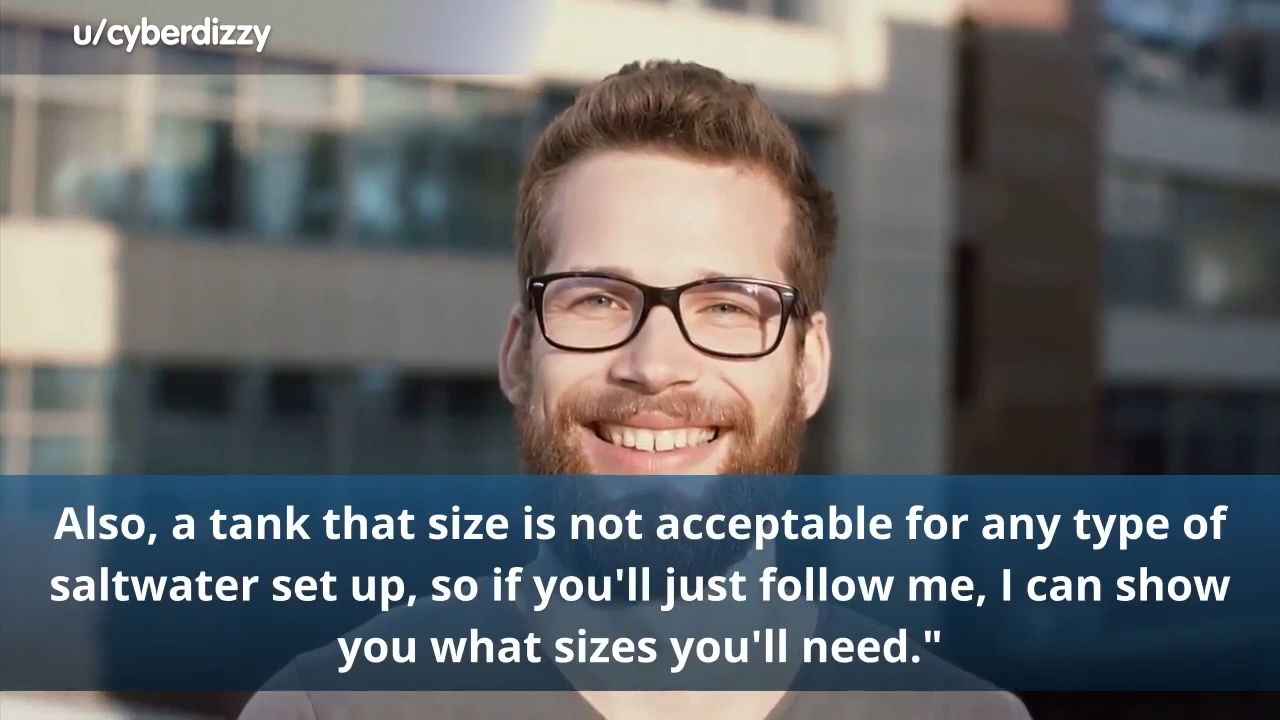 u/cyberdizzy
Also, a tank that size is not acceptable for any type of
saltwater set up, so if you'll just follow me, I can show
you what sizes you'll need."